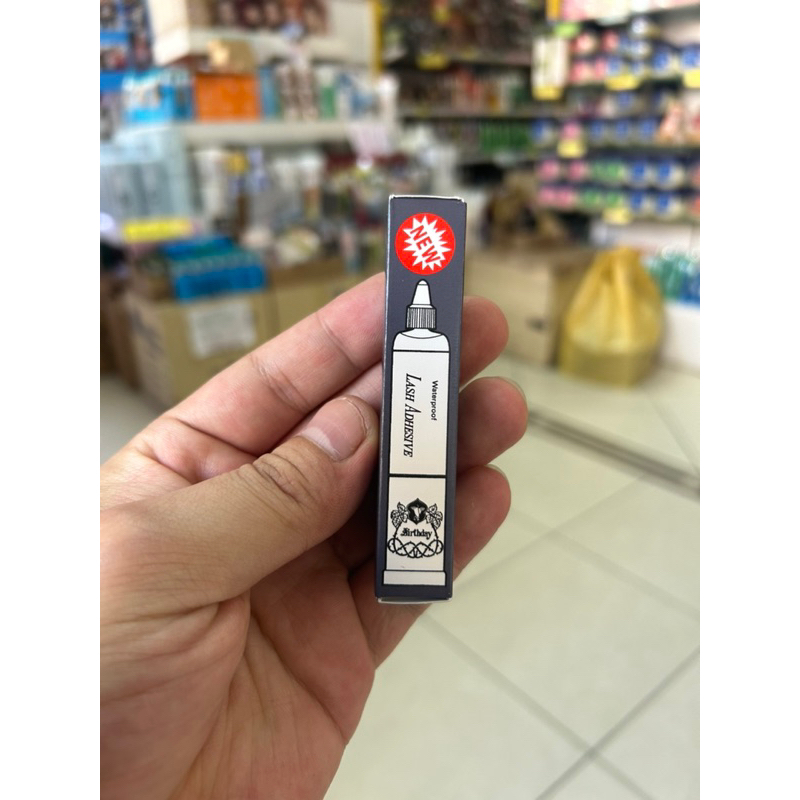 NEW
Waterproof
LASH ADHESIVE
Birthday